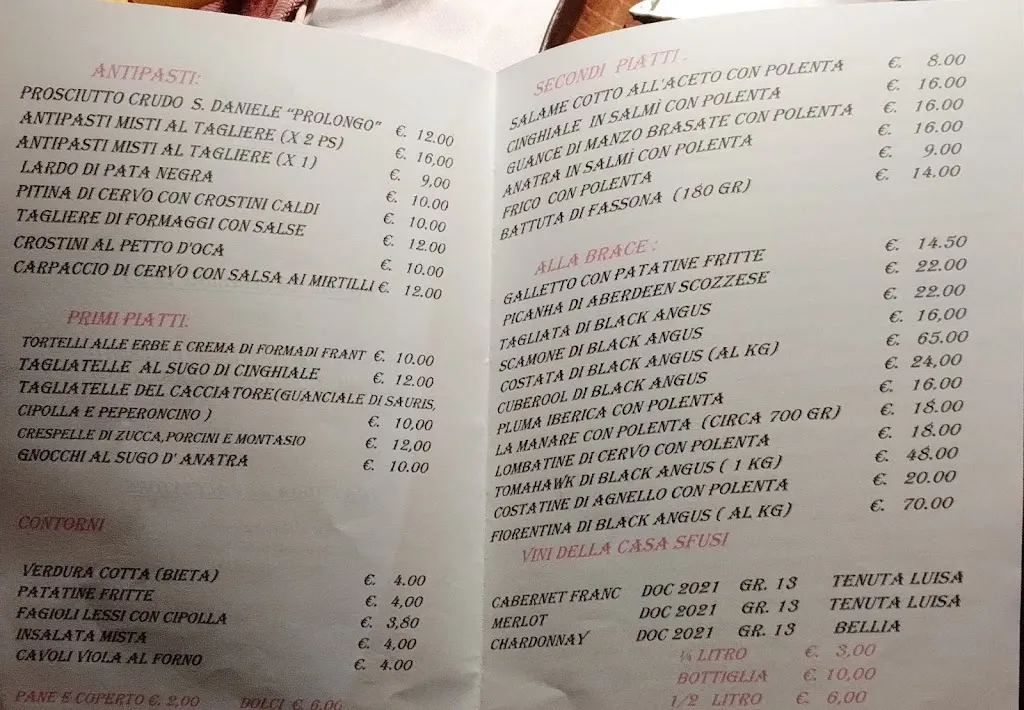 ANTIPASTI:
PROSCIUTTO CRUDO S. DANIELE "PROLONGO" €. 12.00
ANTIPASTI MISTI AL TAGLIERE (X 2 PS) €. 16,00
ANTIPASTI MISTI AL TAGLIERE (X 1) €. 9,00
LARDO DI PATA NEGRA €. 10.00
PITINA DI CERVO CON CROSTINI CALDI €. 10.00
TAGLIERE DI FORMAGGI CON SALSE €. 12.00
CROSTINI AL PETTO D'OCA €. 10.00
CARPACCIO DI CERVO CON SALSA AI MIRTILLI €. 12.00
PRIMI PIATTI:
TORTELLI ALLE ERBE E CREMA DI FORMADI FRANT €. 10.00
TAGLIATELLE AL SUGO DI CINGHIALE €. 12.00
TAGLIATELLE DEL CACCIATORE(GUANCIALE DI SAURIS,
CIPOLLA E PEPERONCINO ) €. 10,00
CRESPELLE DI ZUCCA,PORCINI E MONTASIO €. 12,00
GNOCCHI AL SUGO D' ANATRA €. 10.00
CONTORNI
VERDURA COTTA (BIETA) €. 4.00
PATATINE FRITTE €. 4,00
FAGIOLI LESSI CON CIPOLLA €. 3,80
INSALATA MISTA €. 4,00
CAVOLI VIOLA AL FORNO €. 4.00
PANE E COPERTO €. 2,00 DOLCI €. 6,00
SECONDI PIATTI :
SALAME COTTO ALL'ACETO CON POLENTA €. 8.00
CINGHIALE IN SALMÌ CON POLENTA €. 16.00
GUANCE DI MANZO BRASATE CON POLENTA €. 16.00
ANATRA IN SALMÌ CON POLENTA €. 16.00
FRICO CON POLENTA €. 9.00
BATTUTA DI FASSONA (180 GR) €. 14.00
ALLA BRACE :
GALLETTO CON PATATINE FRITTE €. 14.50
PICANHA DI ABERDEEN SCOZZESE €. 22.00
TAGLIATA DI BLACK ANGUS €. 22.00
SCAMONE DI BLACK ANGUS €. 16,00
COSTATA DI BLACK ANGUS (AL KG) €. 65.00
CUBEROOL DI BLACK ANGUS €. 24,00
PLUMA IBERICA CON POLENTA €. 16.00
LA MANARE CON POLENTA (CIRCA 700 GR) €. 18.00
LOMBATINE DI CERVO CON POLENTA €. 18.00
TOMAHAWK DI BLACK ANGUS ( 1 KG) €. 48.00
COSTATINE DI AGNELLO CON POLENTA €. 20.00
FIORENTINA DI BLACK ANGUS ( AL KG) €. 70.00
VINI DELLA CASA SFUSI
CABERNET FRANC DOC 2021 GR. 13 TENUTA LUISA
MERLOT DOC 2021 GR. 13 TENUTA LUISA
CHARDONNAY DOC 2021 GR. 13 BELLIA
¼ LITRO €. 3,00
BOTTIGLIA €. 10,00
1/2 LITRO €. 6,00